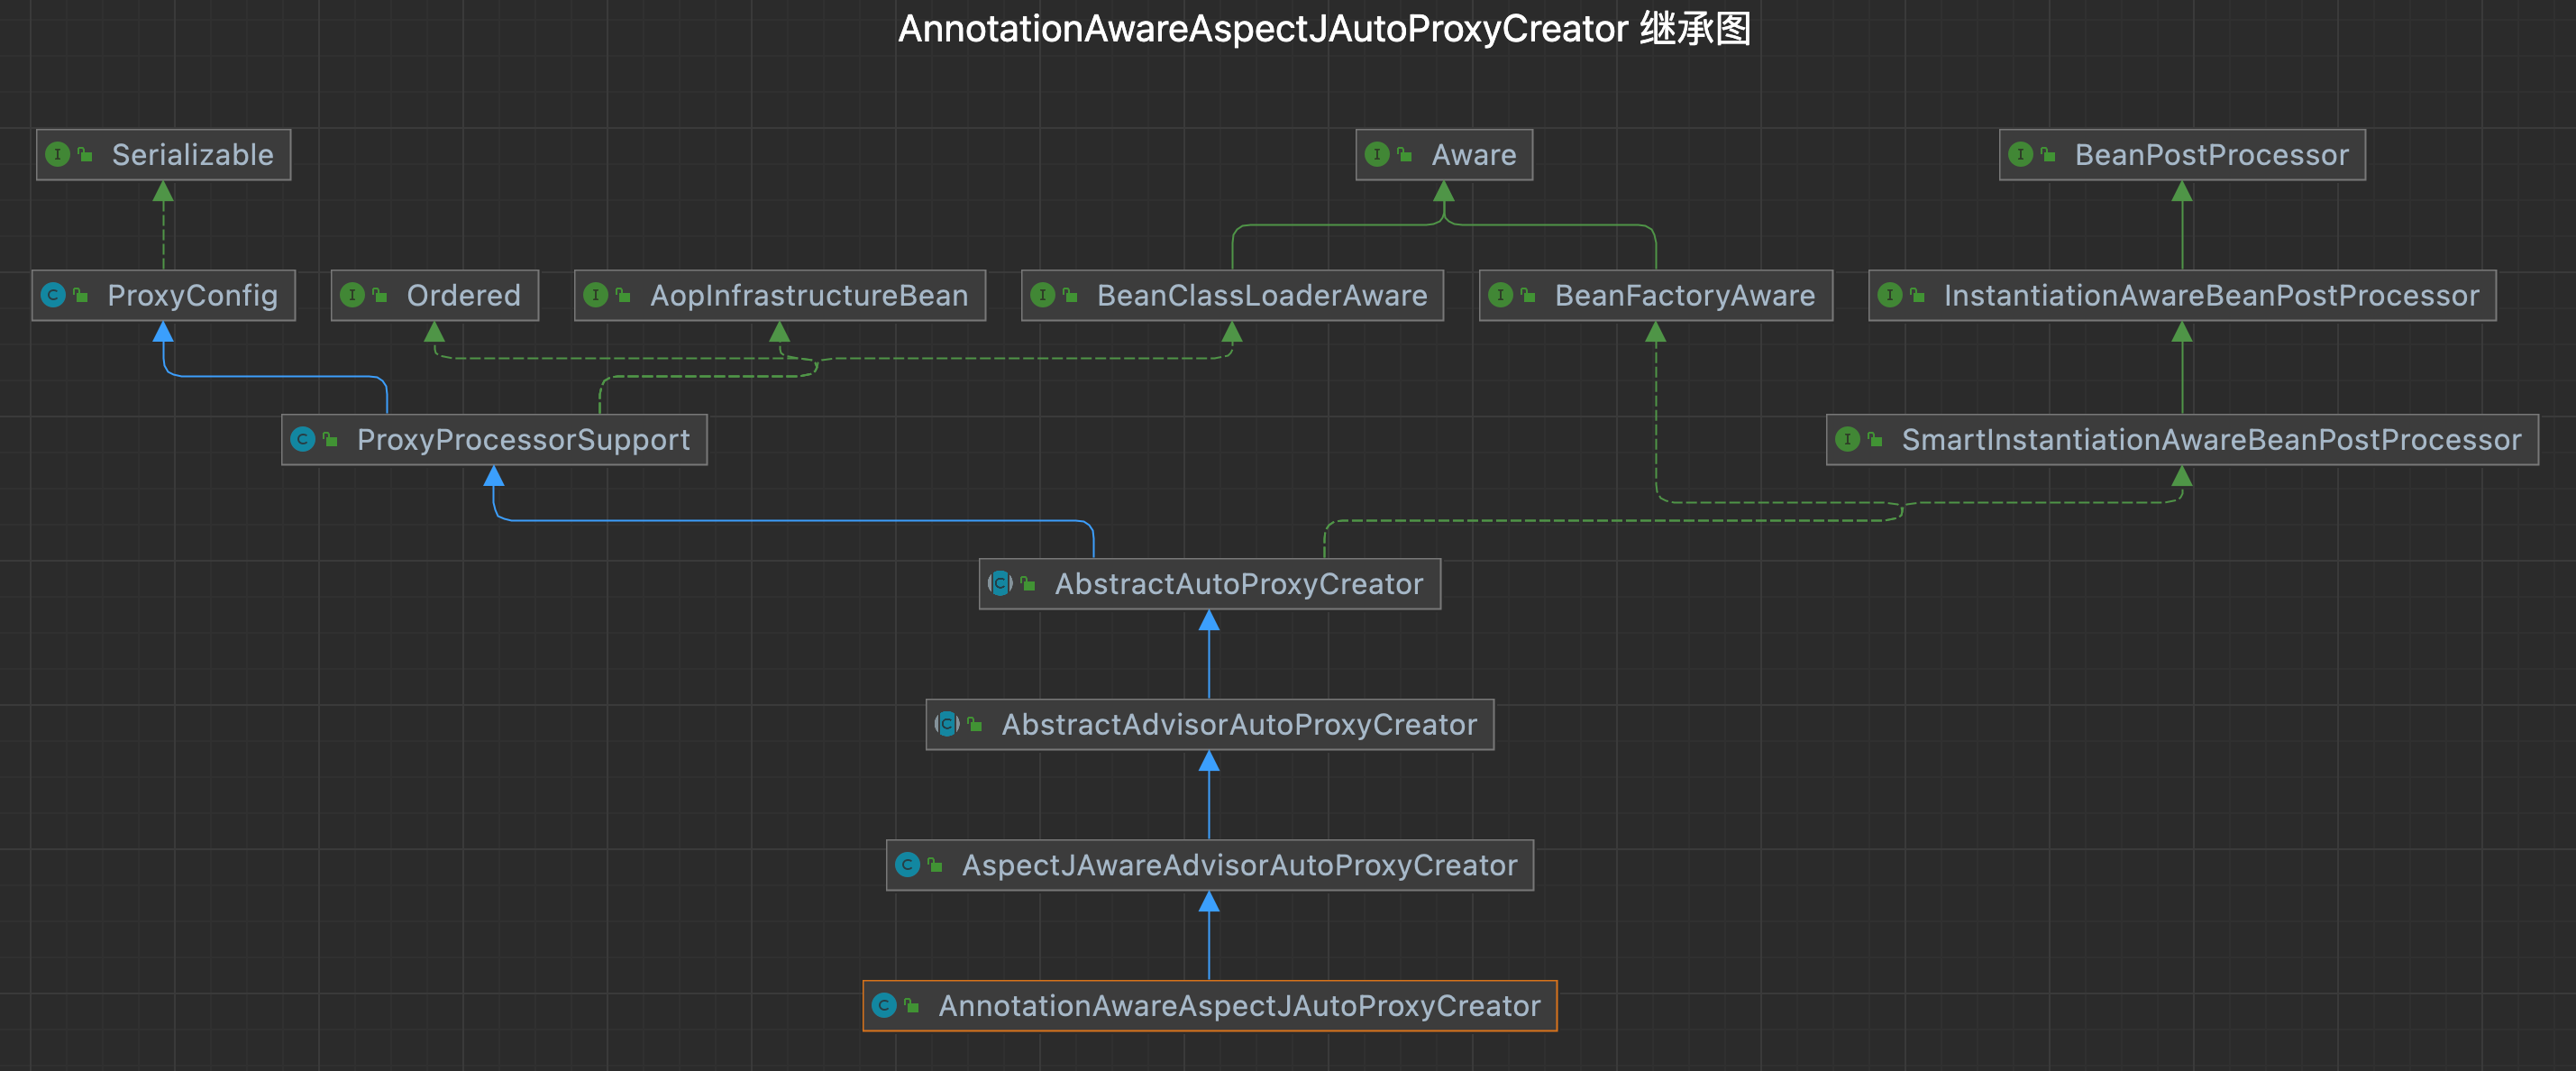 AnnotationAwareAspectJAutoProxyCreator 继承图
Serializable
Aware
BeanPostProcessor
ProxyConfig
Ordered
AopInfrastructureBean
BeanClassLoaderAware
BeanFactoryAware
InstantiationAwareBeanPostProcessor
ProxyProcessorSupport
SmartInstantiationAwareBeanPostProcessor
AbstractAutoProxyCreator
AbstractAdvisorAutoProxyCreator
AspectJAwareAdvisorAutoProxyCreator
AnnotationAwareAspectJAutoProxyCreator